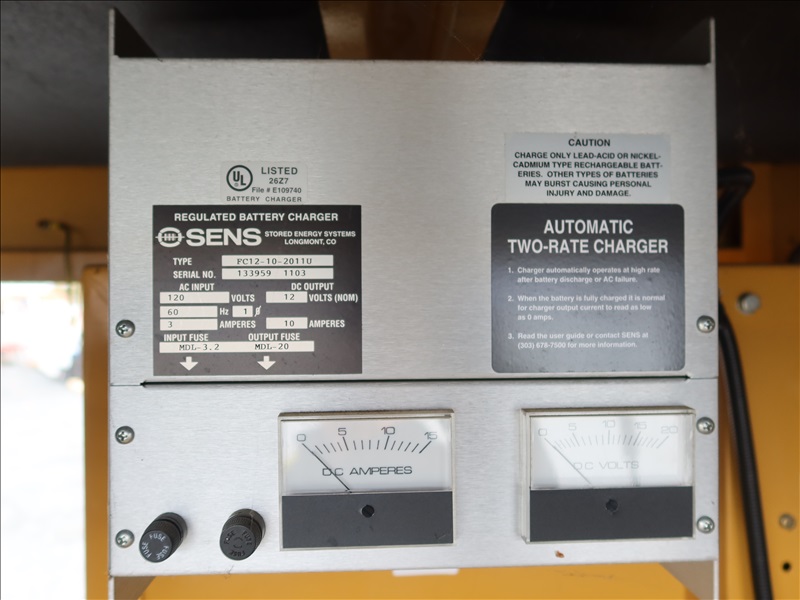 UL
LISTED
26Z7
File # E109740
BATTERY CHARGER
REGULATED BATTERY CHARGER
SENS STORED ENERGY SYSTEMS
LONGMONT, CO
TYPE FC12-10-2011U
SERIAL NO. 133959 1103
AC INPUT DC OUTPUT
120 VOLTS 12 VOLTS (NOM)
60 Hz 1 ø
3 AMPERES 10 AMPERES
INPUT FUSE OUTPUT FUSE
MDL-3.2 MDL-20
CAUTION
CHARGE ONLY LEAD-ACID OR NICKEL-
CADMIUM TYPE RECHARGEABLE BATT-
ERIES. OTHER TYPES OF BATTERIES
MAY BURST CAUSING PERSONAL
INJURY AND DAMAGE.
AUTOMATIC
TWO-RATE CHARGER
1. Charger automatically operates at high rate
after battery discharge or AC failure.
2. When the battery is fully charged it is normal
for charger output current to read as low
as 0 amps.
3. Read the user guide or contact SENS at
(303) 678-7500 for more information.
0 5 10 15
DC AMPERES
0 5 10 15 20
DC VOLTS
FUSE FUSE FUSE
FUSE